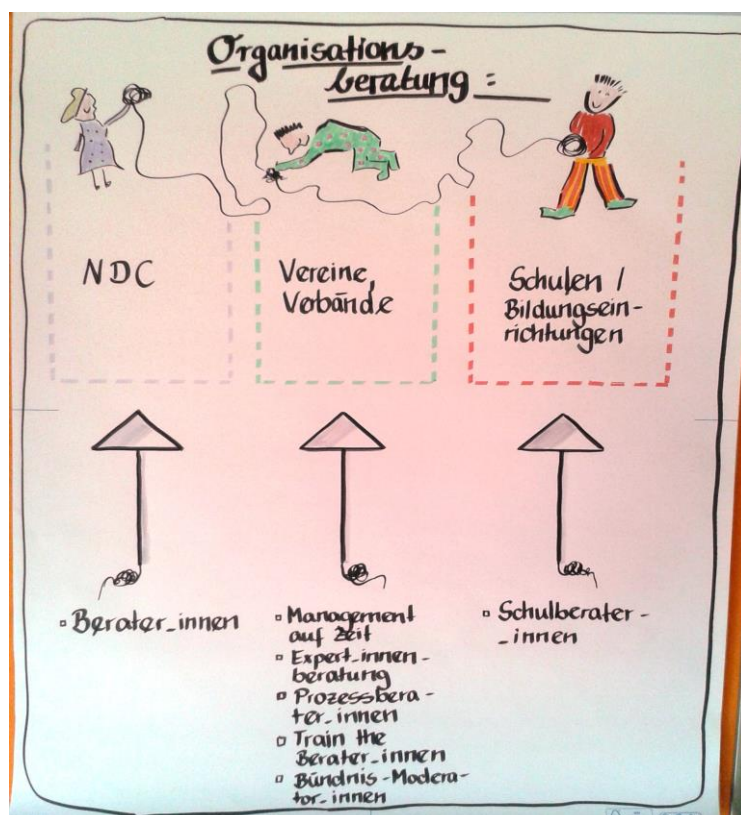 Organisations-
beratung:
NDC
Vereine,
Vobände
Schulen /
Bildungsein-
richtungen
▫ Berater_innen
▫ Management
auf Zeit
▫ Expert_innen-
beratung
▫ Prozessbera-
ter_innen
▫ Train the
Berater_innen
▫ Bündnis-Modera-
tor_innen
▫ Schulberater-
_innen